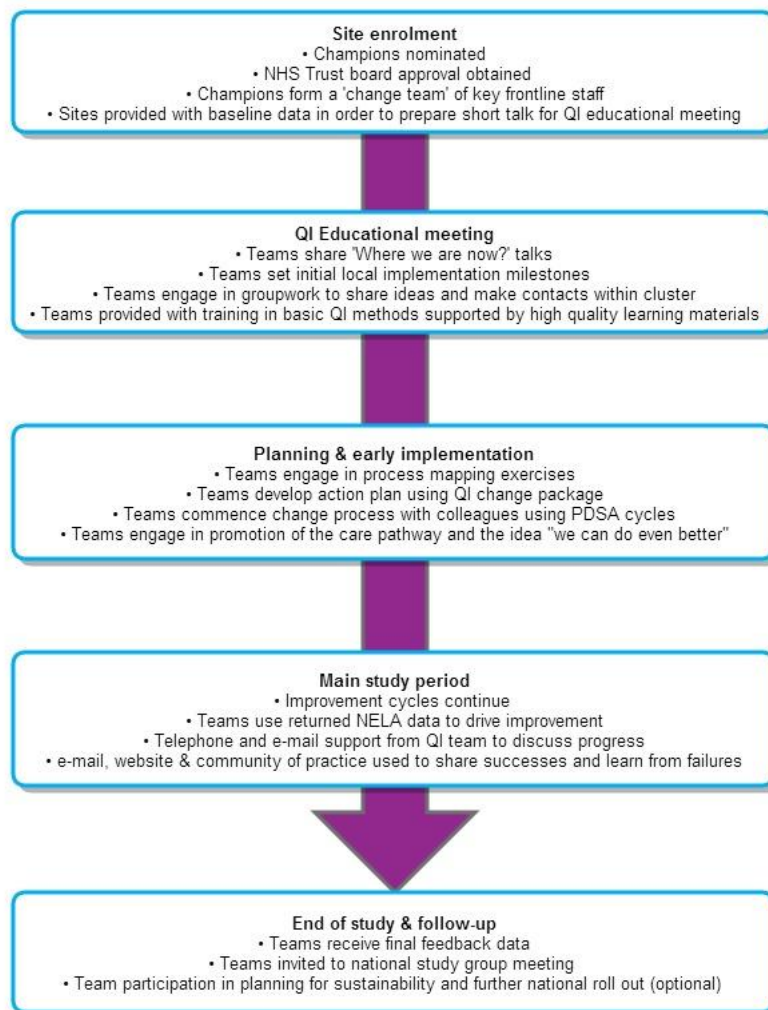 Site enrolment
• Champions nominated
• NHS Trust board approval obtained
• Champions form a 'change team' of key frontline staff
• Sites provided with baseline data in order to prepare short talk for QI educational meeting
QI Educational meeting
• Teams share 'Where we are now?' talks
• Teams set initial local implementation milestones
• Teams engage in groupwork to share ideas and make contacts within cluster
• Teams provided with training in basic QI methods supported by high quality learning materials
Planning & early implementation
• Teams engage in process mapping exercises
• Teams develop action plan using QI change package
• Teams commence change process with colleagues using PDSA cycles
• Teams engage in promotion of the care pathway and the idea "we can do even better"
Main study period
• Improvement cycles continue
• Teams use returned NELA data to drive improvement
• Telephone and e-mail support from QI team to discuss progress
• e-mail, website & community of practice used to share successes and learn from failures
End of study & follow-up
• Teams receive final feedback data
• Teams invited to national study group meeting
• Team participation in planning for sustainability and further national roll out (optional)